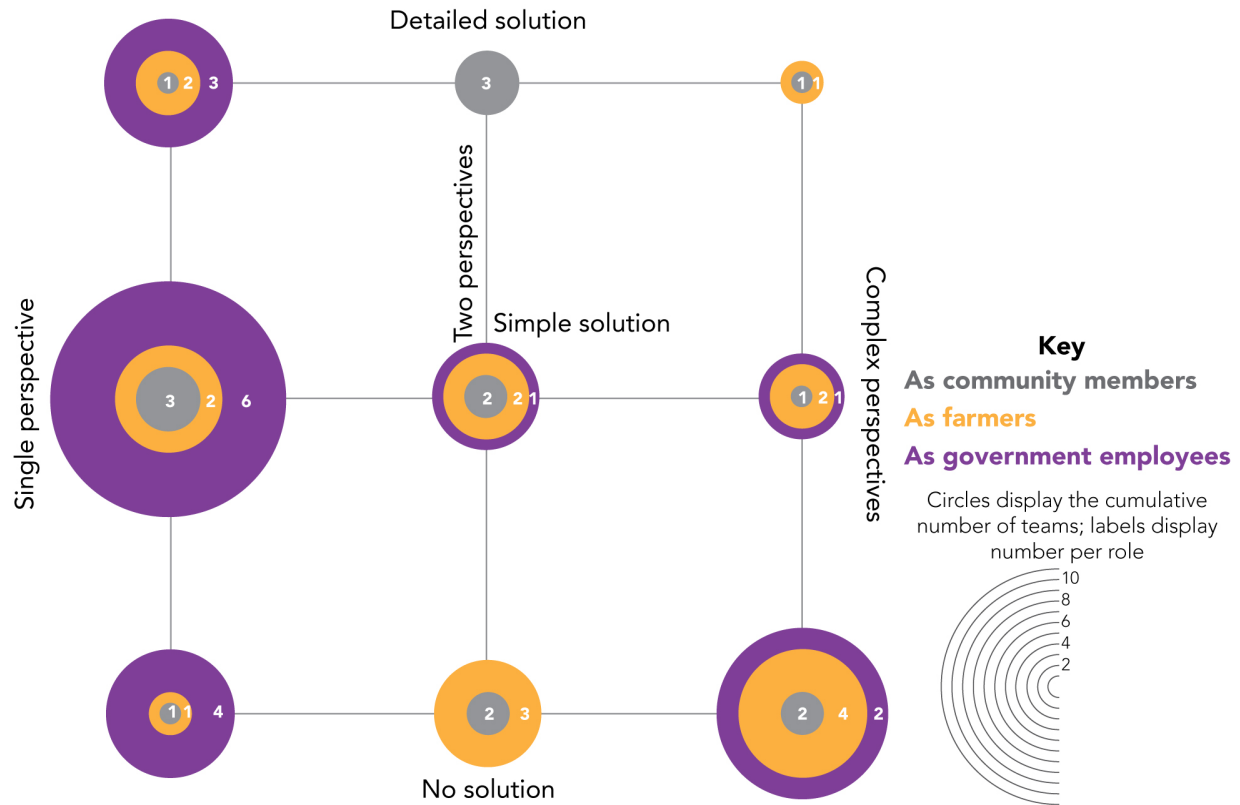 Detailed solution
1 2 3
3
1 1
Two perspectives
Simple solution
Single perspective
3 2 6
2 2 1
1 2 1
Complex perspectives
1 1 4
2 3
2 4 2
No solution
Key
As community members
As farmers
As government employees
Circles display the cumulative
number of teams; labels display
number per role
10
8
6
4
2